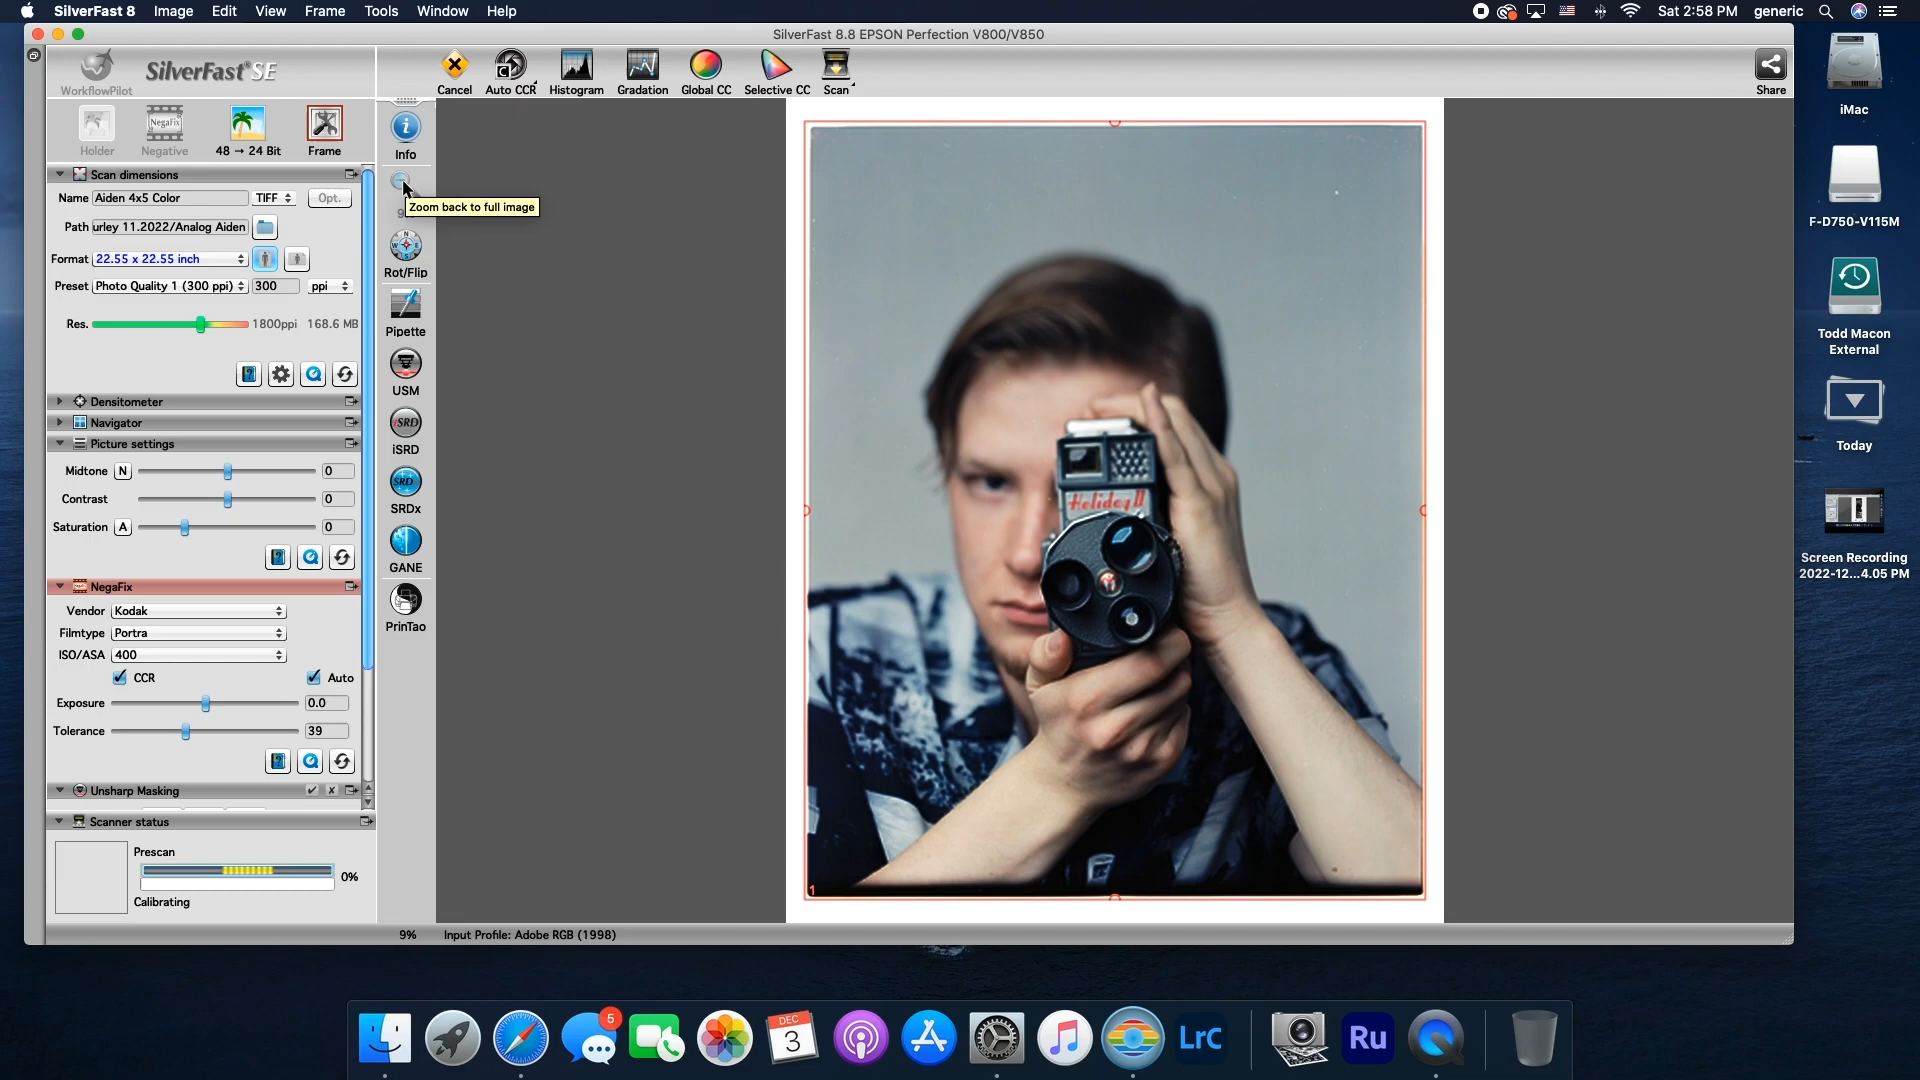 SilverFast 8 Image Edit View Frame Tools Window Help Sat 2:58 PM generic
SilverFast 8.8 EPSON Perfection V800/V850
WorkflowPilot SilverFast® SE
Cancel Auto CCR Histogram Gradation Global CC Selective CC Scan Share
NegaFix
Holder Negative 48 → 24 Bit Frame
Info
Scan dimensions
Name Aiden 4x5 Color TIFF Opt.
Zoom back to full image
Path urley 11.2022/Analog Aiden
Format 22.55 x 22.55 inch
Rot/Flip
Preset Photo Quality 1 (300 ppi) 300 ppi
Res. 1800ppi 168.6 MB
Pipette
USM
Densitometer
Navigator
Picture settings
iSRD
iSRD
Midtone N 0
Contrast 0
SRD
SRDx
Saturation A 0
GANE
NegaFix
Vendor Kodak
Filmtype Portra
PrinTao
ISO/ASA 400
CCR Auto
Exposure 0.0
Tolerance 39
Unsharp Masking
Scanner status
Prescan
0%
Calibrating
9% Input Profile: Adobe RGB (1998)
Holiday II
1
iMac
F-D750-V115M
Todd Macon
External
Today
Screen Recording
2022-12...4.05 PM
5
DEC
3
LrC
Ru